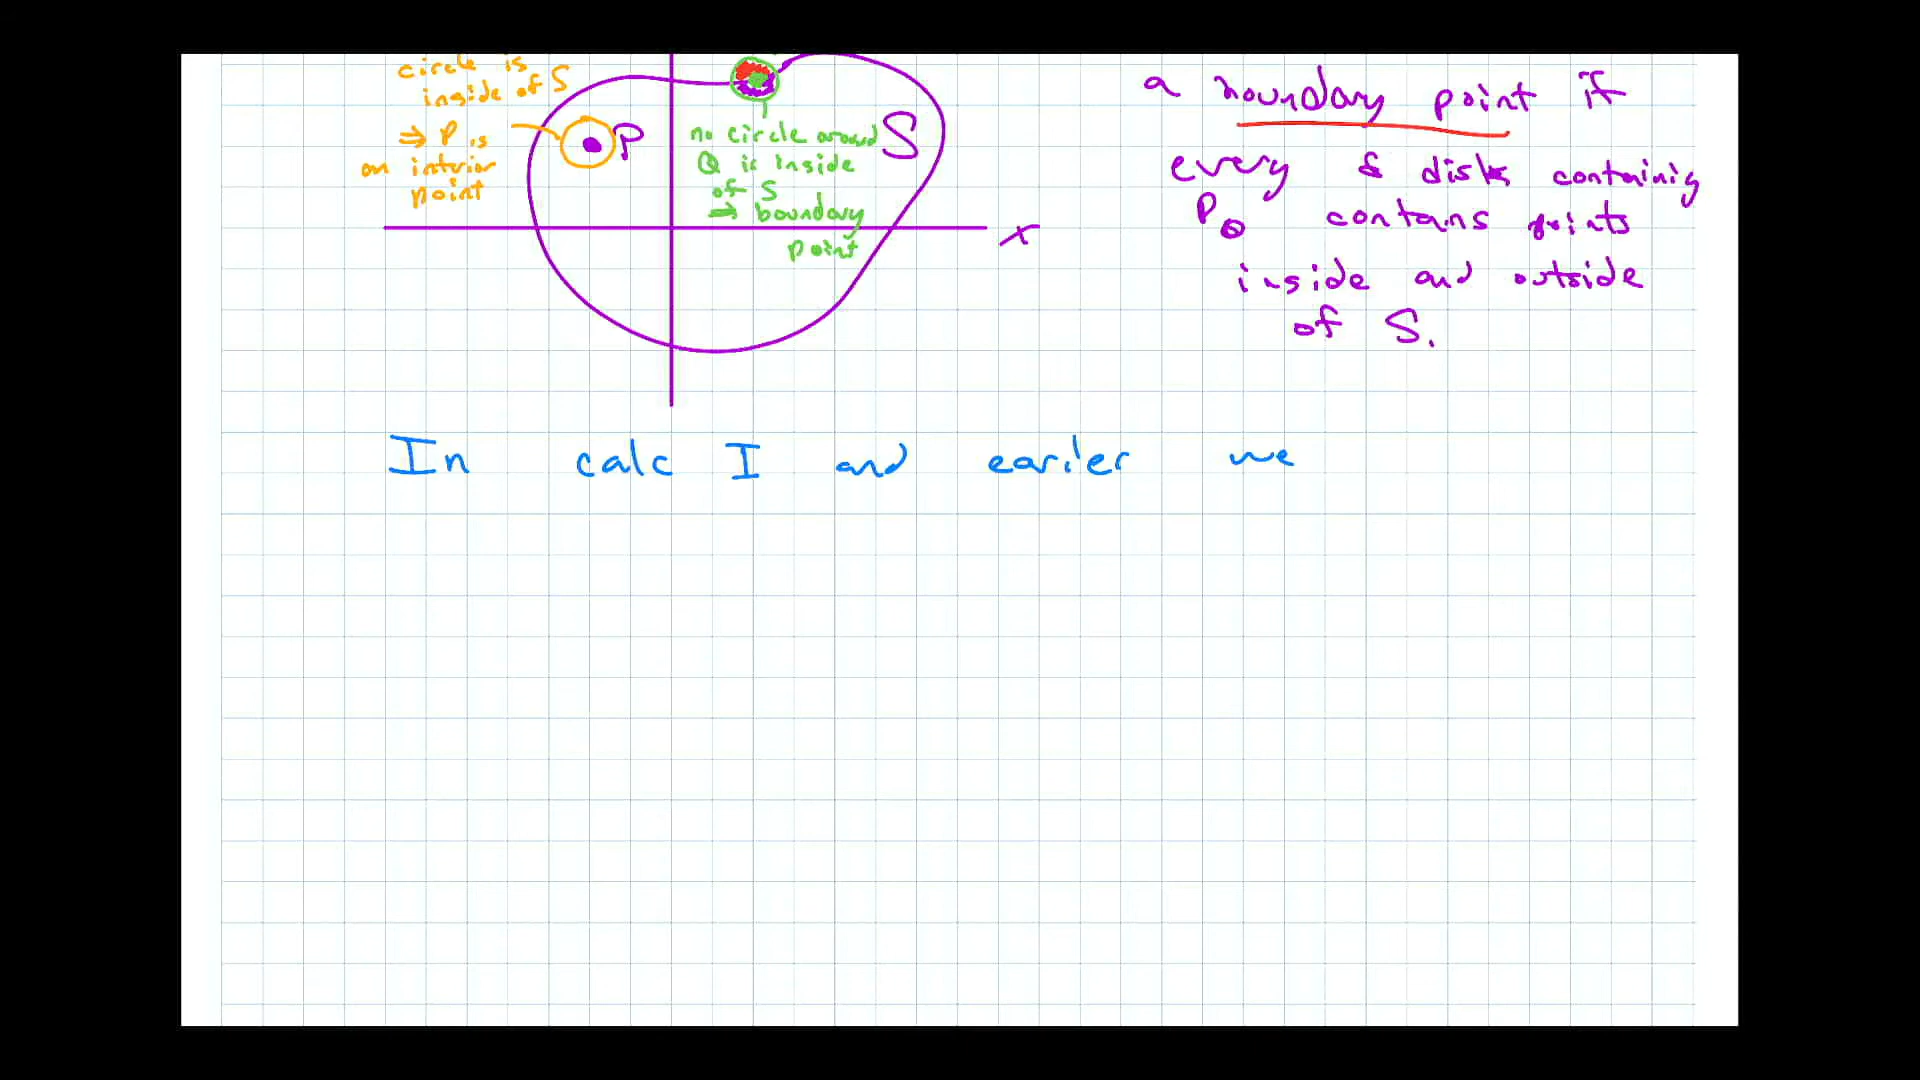 circle is
inside of S
⇒ P is
an interior
point
P
no circle around
Q is inside
of S
⇒ boundary
point
S
x
a boundary point if
every & disk containing
P₀ contains points
inside and outside
of S.
In calc I and earlier we